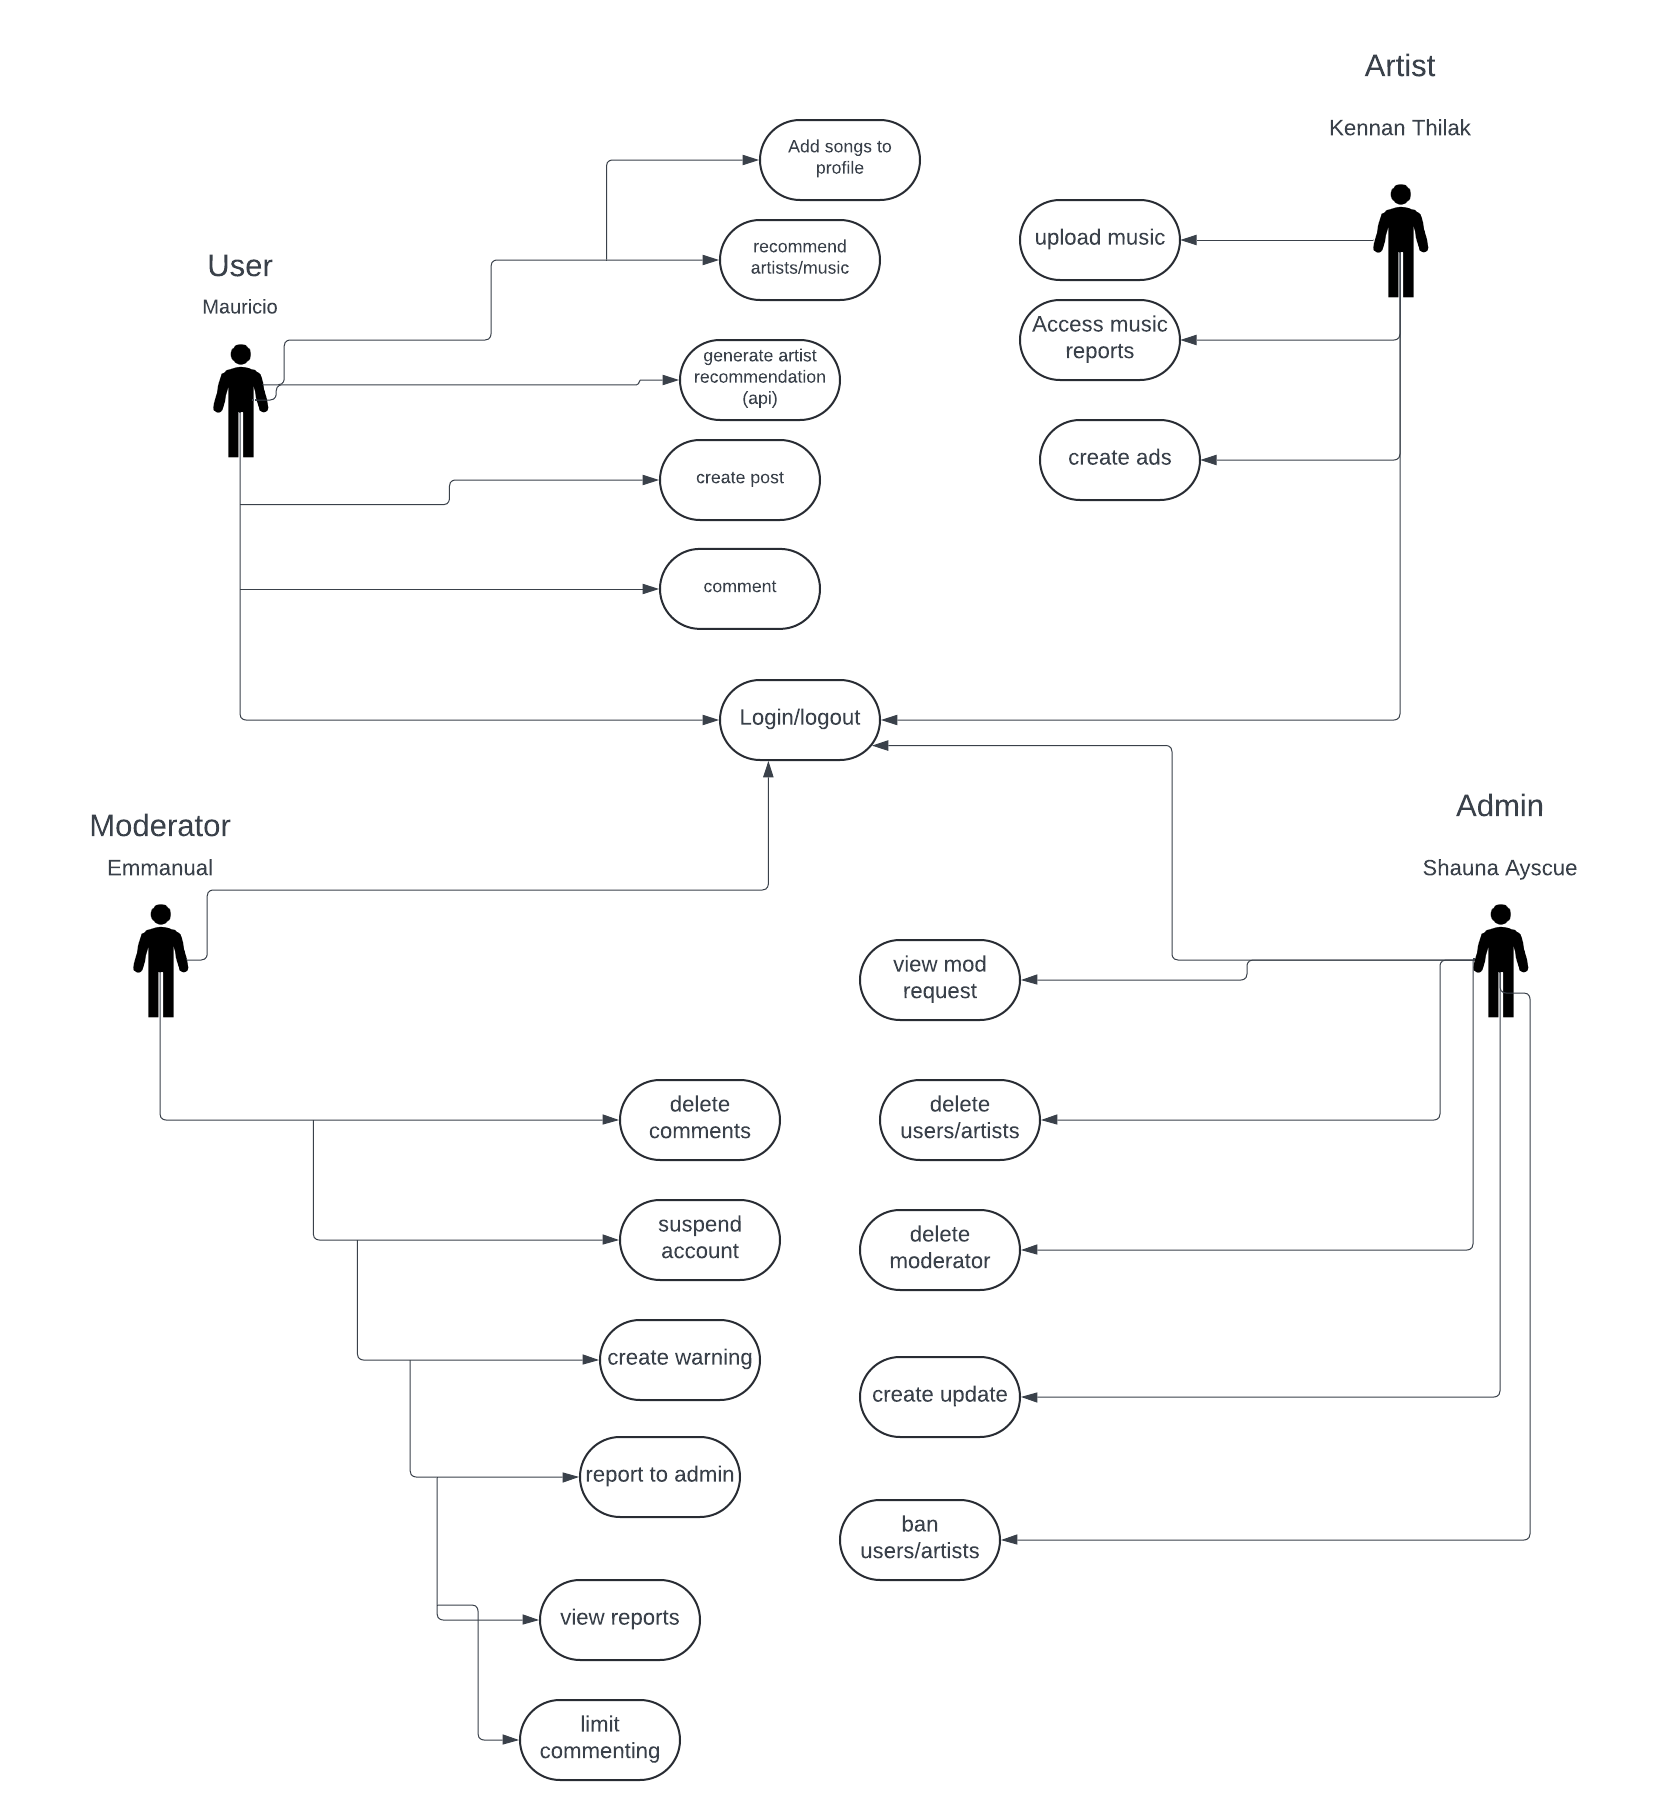 Artist
Kennan Thilak
Add songs to
profile
upload music
recommend
artists/music
User
Mauricio
Access music
reports
generate artist
recommendation
(api)
create ads
create post
comment
Login/logout
Moderator
Emmanual
Admin
Shauna Ayscue
view mod
request
delete
comments
delete
users/artists
suspend
account
delete
moderator
create warning
create update
report to admin
ban
users/artists
view reports
limit
commenting